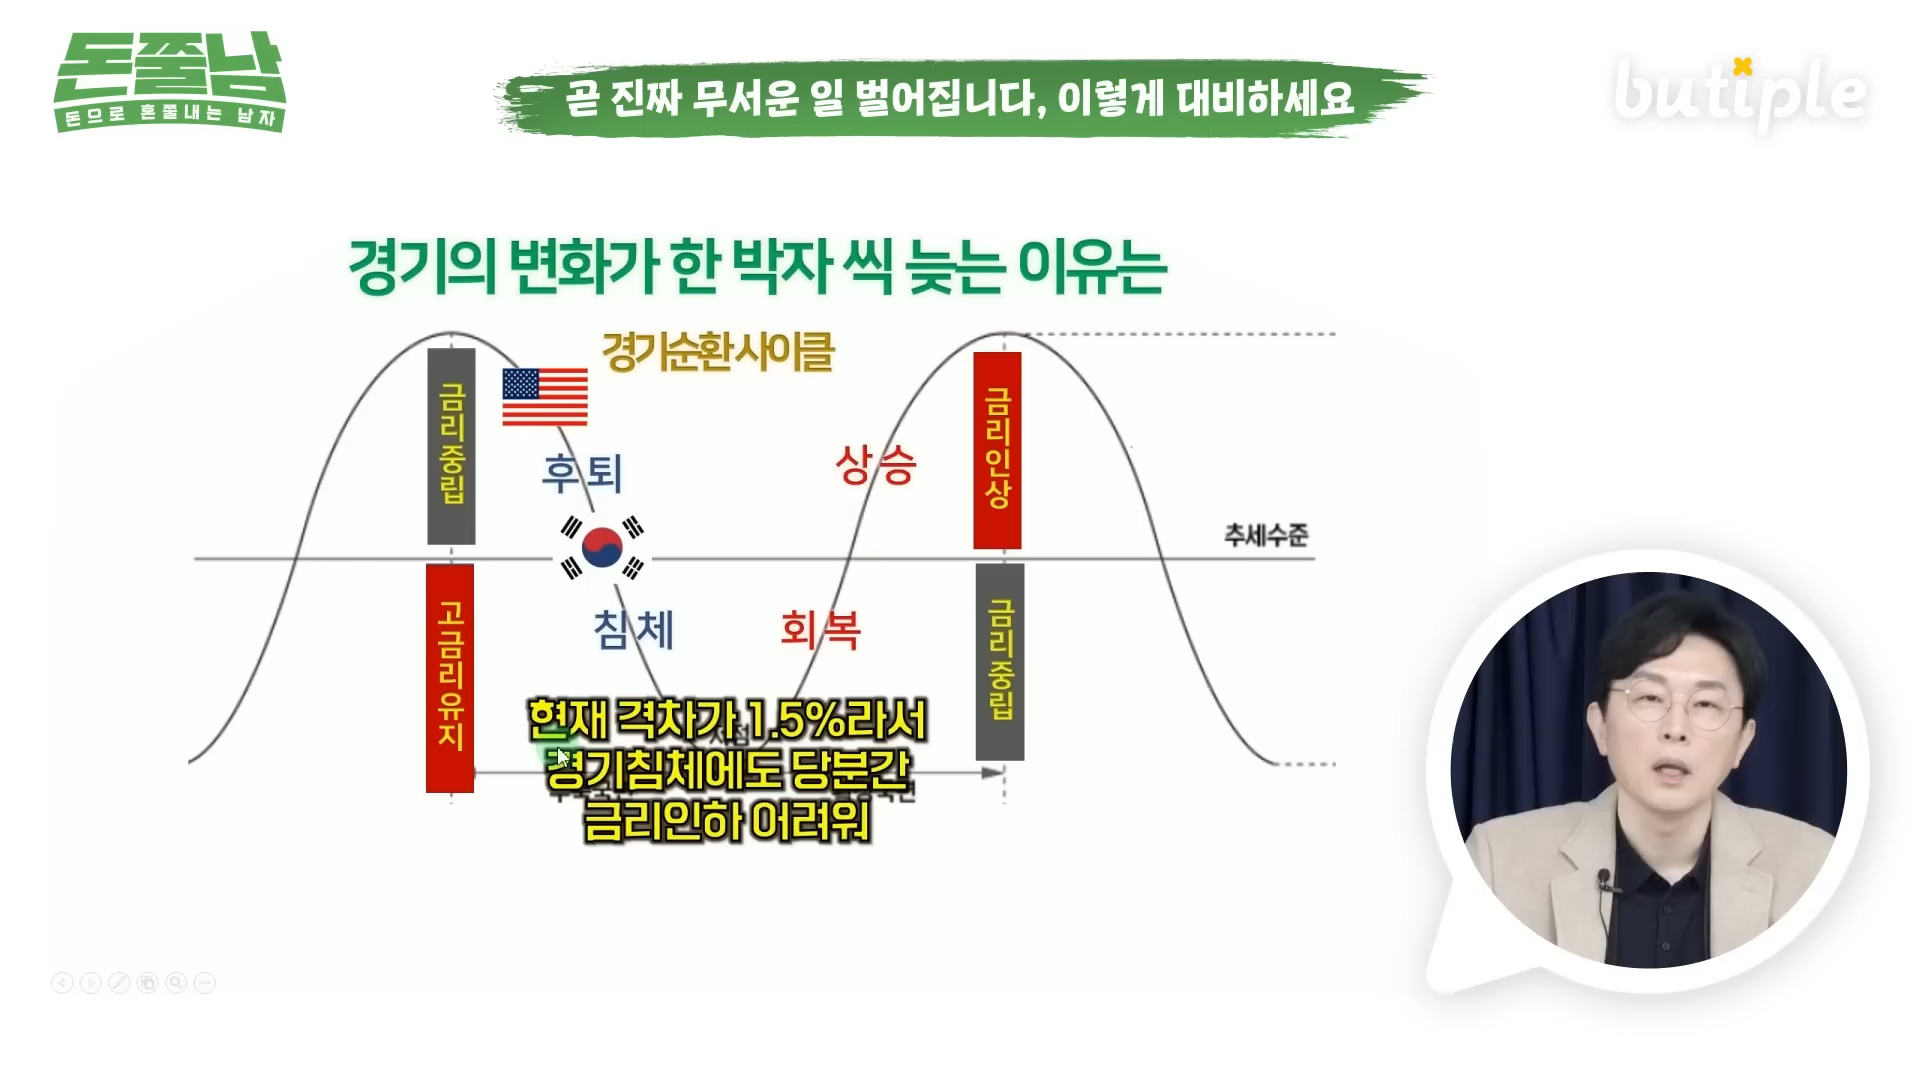 돈쭐남
돈으로 혼쭐내는 남자
곧 진짜 무서운 일 벌어집니다, 이렇게 대비하세요
butiple
경기의 변화가 한 박자 씩 늦는 이유는
경기순환 사이클
금리중립
후퇴
상승
금리인상
추세수준
고금리유지
침체
회복
금리중립
현재 격차가 1.5%라서
경기침체에도 당분간
금리인하 어려워